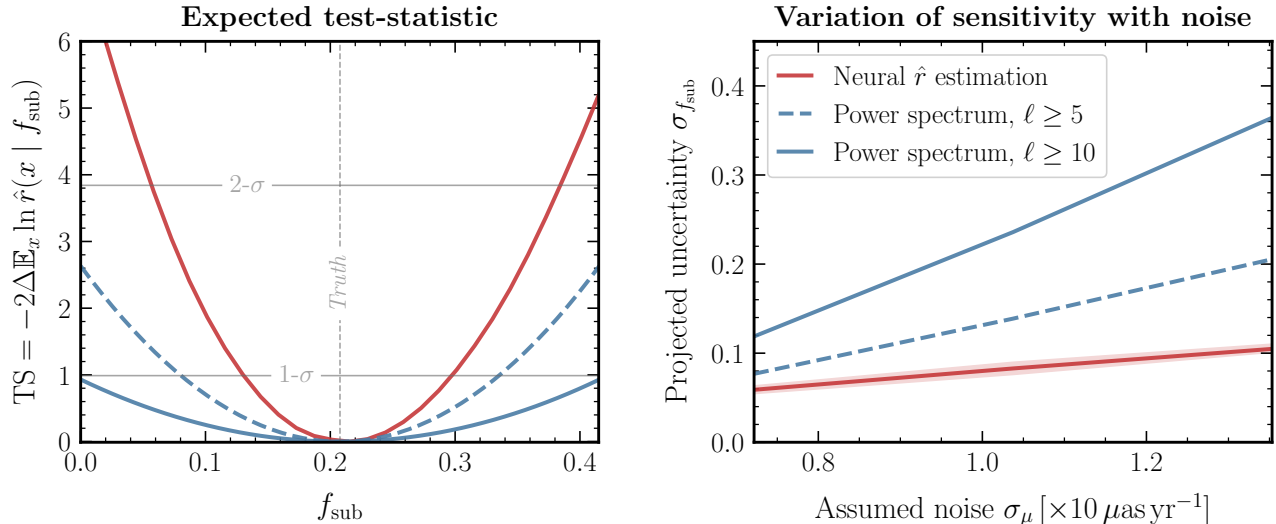 Expected test-statistic
TS = −2Δ𝔼ₓ ln r̂(x | f_sub)
6
5
4
3
2
1
0
2-σ
1-σ
Truth
0.0 0.1 0.2 0.3 0.4
f_sub
Variation of sensitivity with noise
Projected uncertainty σ_f_sub
0.4
0.3
0.2
0.1
0.0
Neural r̂ estimation
Power spectrum, ℓ ≥ 5
Power spectrum, ℓ ≥ 10
0.8 1.0 1.2
Assumed noise σ_μ [×10 μas yr⁻¹]